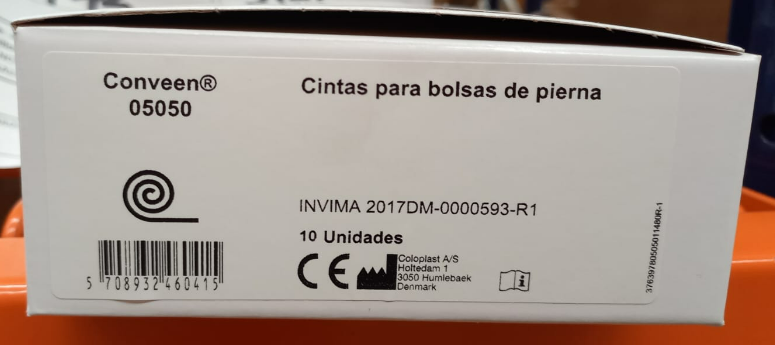 Conveen®
05050
Cintas para bolsas de pierna
INVIMA 2017DM-0000593-R1
10 Unidades
CE
Coloplast A/S
Holtedam 1
3050 Humlebaek
Denmark
5 708932 460415